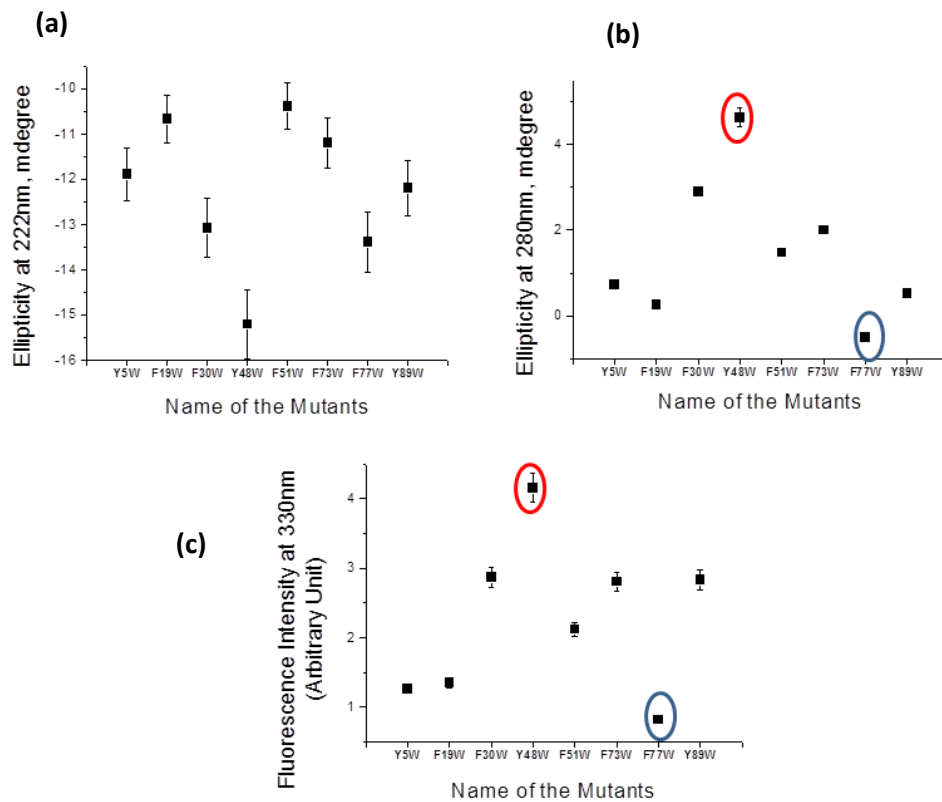 (a)
Ellipticity at 222nm, mdegree
-10
-11
-12
-13
-14
-15
-16
Y5W F19W F30W Y48W F51W F73W F77W Y89W
Name of the Mutants
(b)
Ellipticity at 280nm, mdegree
4
2
0
Y5W F19W F30W Y48W F51W F73W F77W Y89W
Name of the Mutants
(c)
Fluorescence Intensity at 330nm
(Arbitrary Unit)
4
3
2
1
Y5W F19W F30W Y48W F51W F73W F77W Y89W
Name of the Mutants